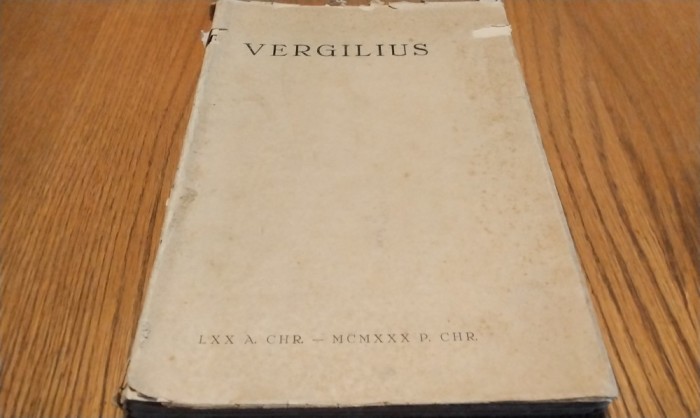 VERGILIUS
LXX A. CHR. — MCMXXX P. CHR.